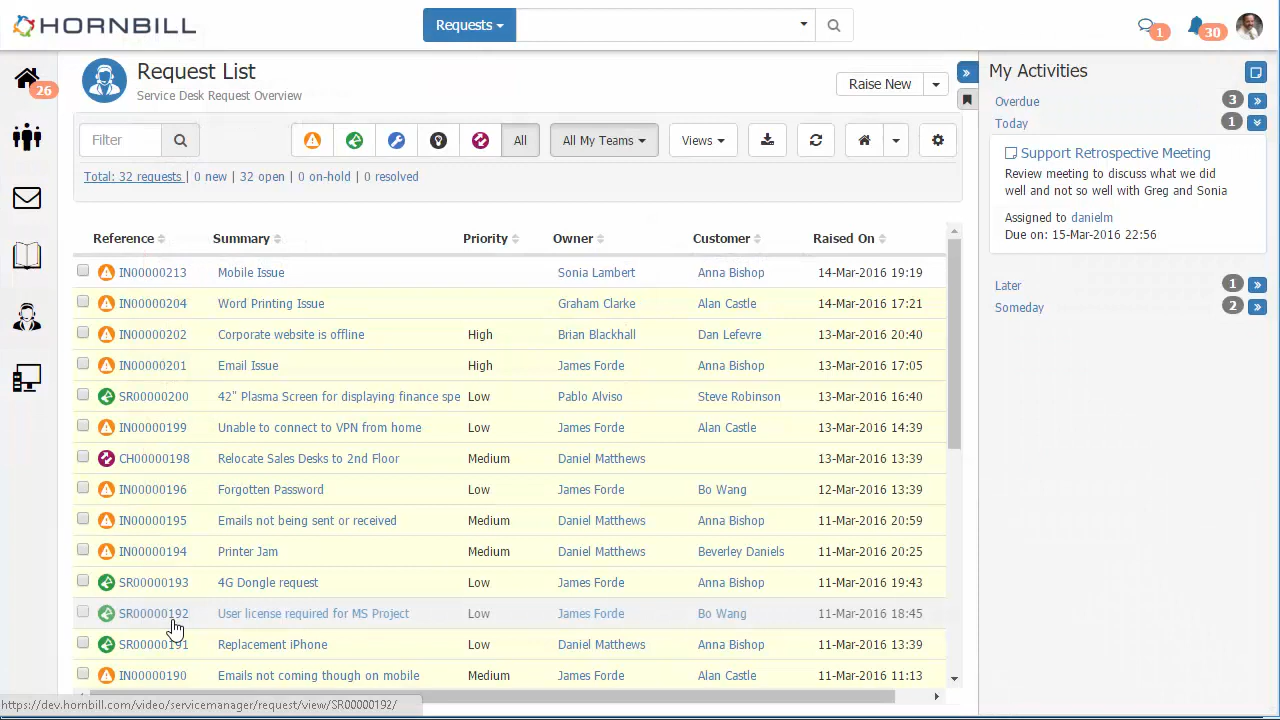 HORNBILL
Requests
1
30
26
Request List
Service Desk Request Overview
Raise New
Filter
All
All My Teams
Views
Total: 32 requests | 0 new | 32 open | 0 on-hold | 0 resolved
Reference Summary Priority Owner Customer Raised On
IN00000213 Mobile Issue Sonia Lambert Anna Bishop 14-Mar-2016 19:19
IN00000204 Word Printing Issue Graham Clarke Alan Castle 14-Mar-2016 17:21
IN00000202 Corporate website is offline High Brian Blackhall Dan Lefevre 13-Mar-2016 20:40
IN00000201 Email Issue High James Forde Anna Bishop 13-Mar-2016 17:05
SR00000200 42" Plasma Screen for displaying finance spe Low Pablo Alviso Steve Robinson 13-Mar-2016 16:40
IN00000199 Unable to connect to VPN from home Low James Forde Alan Castle 13-Mar-2016 14:39
CH00000198 Relocate Sales Desks to 2nd Floor Medium Daniel Matthews 13-Mar-2016 13:39
IN00000196 Forgotten Password Low James Forde Bo Wang 12-Mar-2016 13:39
IN00000195 Emails not being sent or received Medium Daniel Matthews Anna Bishop 11-Mar-2016 20:59
IN00000194 Printer Jam Medium Daniel Matthews Beverley Daniels 11-Mar-2016 20:25
SR00000193 4G Dongle request Low James Forde Anna Bishop 11-Mar-2016 19:43
SR00000192 User license required for MS Project Low James Forde Bo Wang 11-Mar-2016 18:45
SR00000191 Replacement iPhone Low Daniel Matthews Anna Bishop 11-Mar-2016 13:39
IN00000190 Emails not coming though on mobile Medium James Forde Alan Castle 11-Mar-2016 11:13
https://dev.hornbill.com/video/servicemanager/request/view/SR00000192/
My Activities
Overdue 3
Today 1
Support Retrospective Meeting
Review meeting to discuss what we did
well and not so well with Greg and Sonia
Assigned to danielm
Due on: 15-Mar-2016 22:56
Later 1
Someday 2